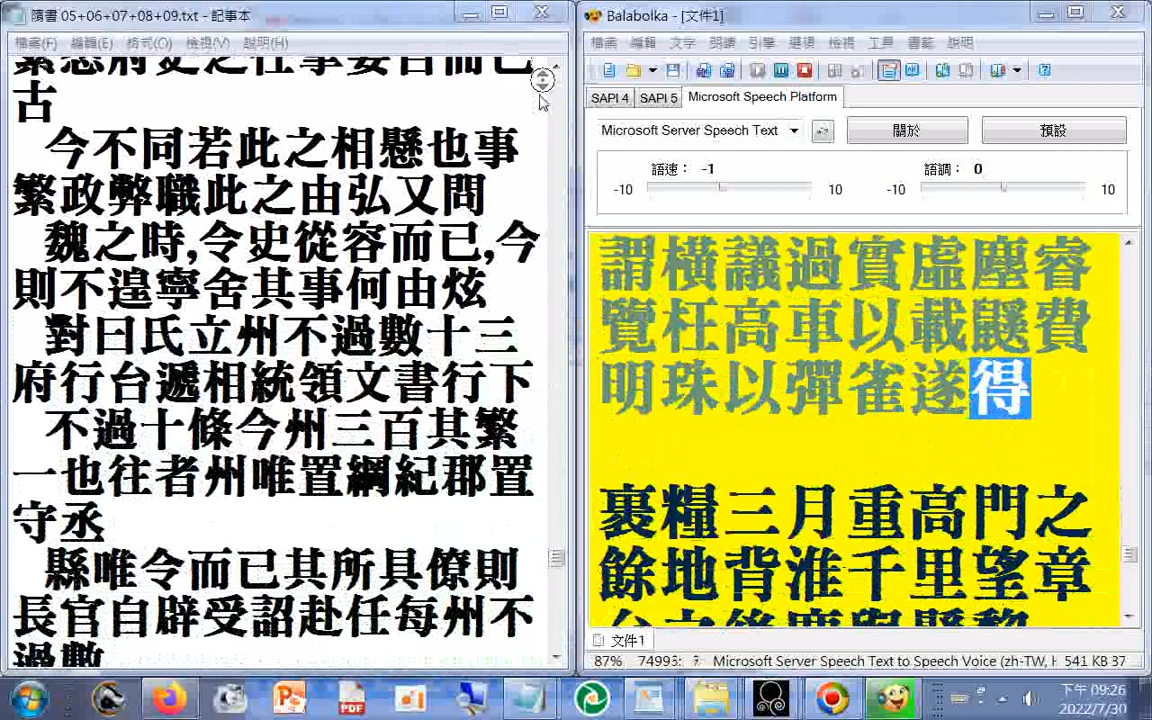 隋書 05+06+07+08+09.txt - 記事本
檔案(F) 編輯(E) 格式(O) 檢視(V) 說明(H)
古
今不同若此之相懸也事
繁政弊職此之由弘又問
魏之時,令史從容而已,今
則不遑寧舍其事何由炫
對曰氏立州不過數十三
府行台遞相統領文書行下
不過十條今州三百其繁
一也往者州唯置綱紀郡置
守丞
縣唯令而已其所具僚則
長官自辟受詔赴任每州不
過數
Balabolka - [文件1]
檔案 編輯 文字 朗讀 引擎 選項 檢視 工具 書籤 說明
SAPI 4 SAPI 5 Microsoft Speech Platform
Microsoft Server Speech Text 關於 預設
語速: -1 語調: 0
-10 10 -10 10
謂橫議過實虛塵睿
覽枉高車以載鼷費
明珠以彈雀遂得
裹糧三月重高門之
餘地背淮千里望章
文件1
87% Microsoft Server Speech Text to Speech Voice (zh-TW, 541 KB 37
PDF
下午 09:26
2022/7/30